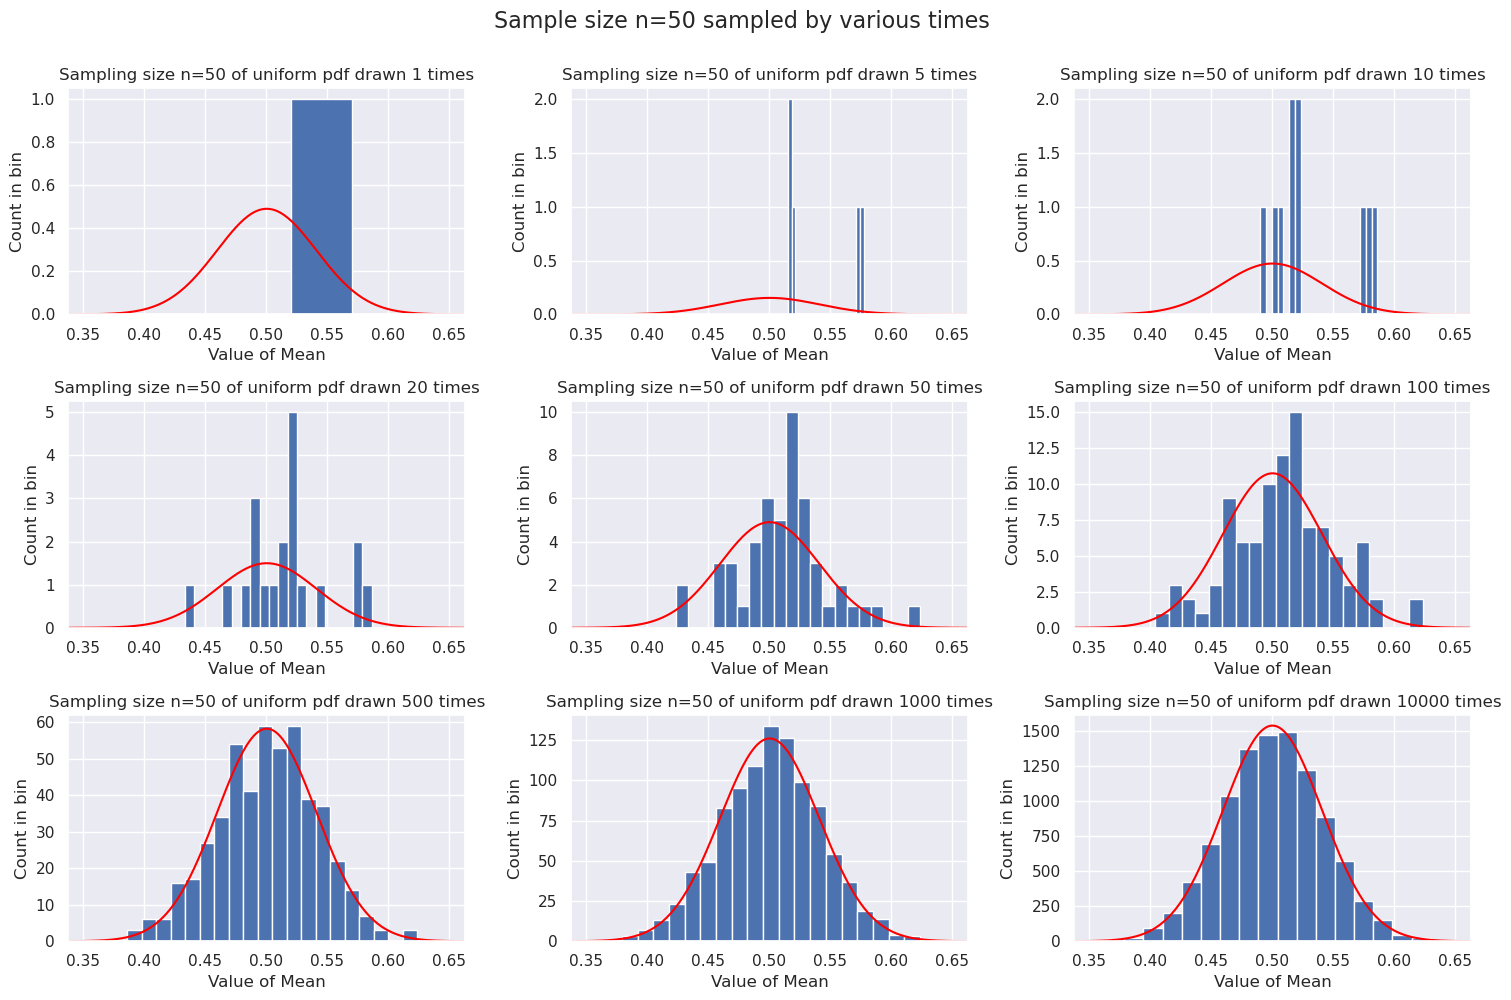 Sample size n=50 sampled by various times
Sampling size n=50 of uniform pdf drawn 1 times
1.0
0.8
0.6
0.4
0.2
0.0
Count in bin
0.35 0.40 0.45 0.50 0.55 0.60 0.65
Value of Mean
Sampling size n=50 of uniform pdf drawn 5 times
2.0
1.5
1.0
0.5
0.0
Count in bin
0.35 0.40 0.45 0.50 0.55 0.60 0.65
Value of Mean
Sampling size n=50 of uniform pdf drawn 10 times
2.0
1.5
1.0
0.5
0.0
Count in bin
0.35 0.40 0.45 0.50 0.55 0.60 0.65
Value of Mean
Sampling size n=50 of uniform pdf drawn 20 times
5
4
3
2
1
0
Count in bin
0.35 0.40 0.45 0.50 0.55 0.60 0.65
Value of Mean
Sampling size n=50 of uniform pdf drawn 50 times
10
8
6
4
2
0
Count in bin
0.35 0.40 0.45 0.50 0.55 0.60 0.65
Value of Mean
Sampling size n=50 of uniform pdf drawn 100 times
15.0
12.5
10.0
7.5
5.0
2.5
0.0
Count in bin
0.35 0.40 0.45 0.50 0.55 0.60 0.65
Value of Mean
Sampling size n=50 of uniform pdf drawn 500 times
60
50
40
30
20
10
0
Count in bin
0.35 0.40 0.45 0.50 0.55 0.60 0.65
Value of Mean
Sampling size n=50 of uniform pdf drawn 1000 times
125
100
75
50
25
0
Count in bin
0.35 0.40 0.45 0.50 0.55 0.60 0.65
Value of Mean
Sampling size n=50 of uniform pdf drawn 10000 times
1500
1250
1000
750
500
250
0
Count in bin
0.35 0.40 0.45 0.50 0.55 0.60 0.65
Value of Mean